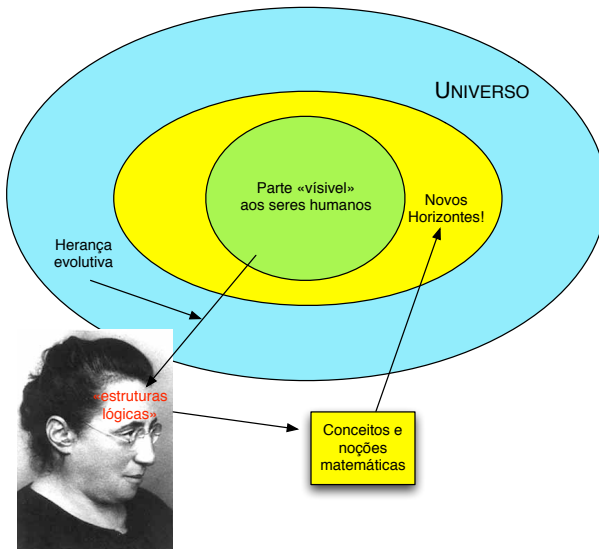 UNIVERSO
Parte «vísivel»
aos seres humanos
Novos
Horizontes!
Herança
evolutiva
«estruturas
lógicas»
Conceitos e
noções
matemáticas